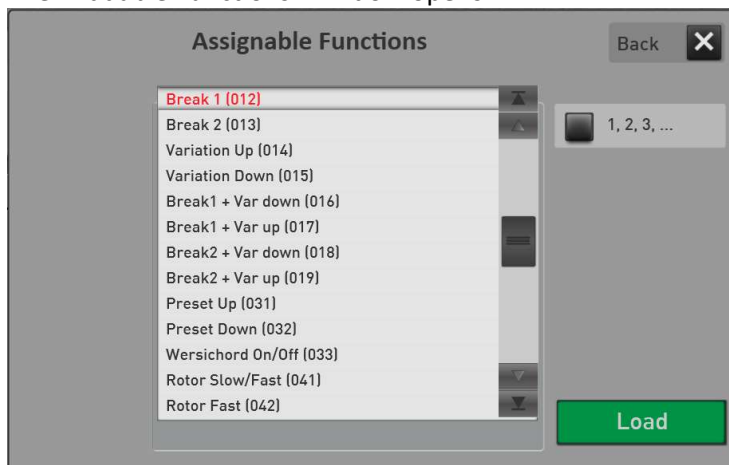 Assignable Functions
Back
Break 1 (012)
Break 2 (013)
Variation Up (014)
Variation Down (015)
Break1 + Var down (016)
Break1 + Var up (017)
Break2 + Var down (018)
Break2 + Var up (019)
Preset Up (031)
Preset Down (032)
Wersichord On/Off (033)
Rotor Slow/Fast (041)
Rotor Fast (042)
1, 2, 3, ...
Load